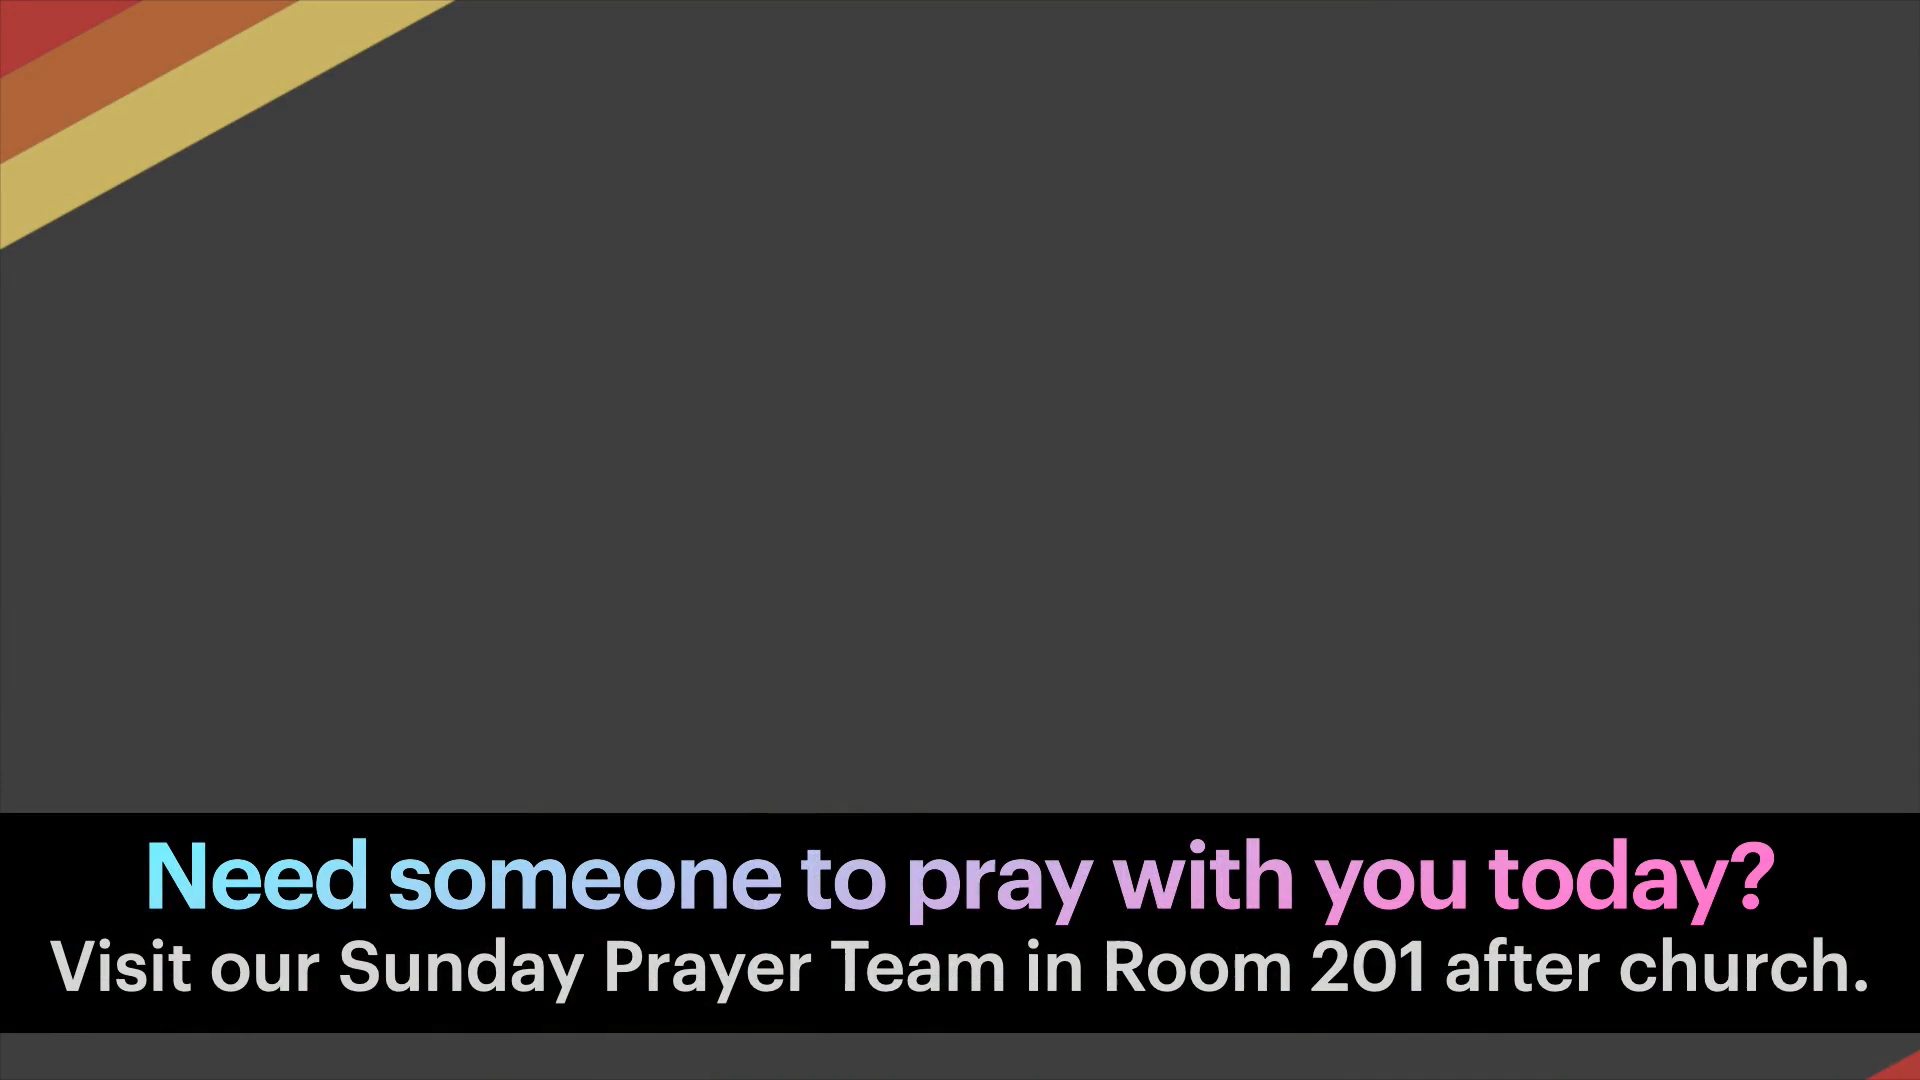 Need someone to pray with you today?
Visit our Sunday Prayer Team in Room 201 after church.